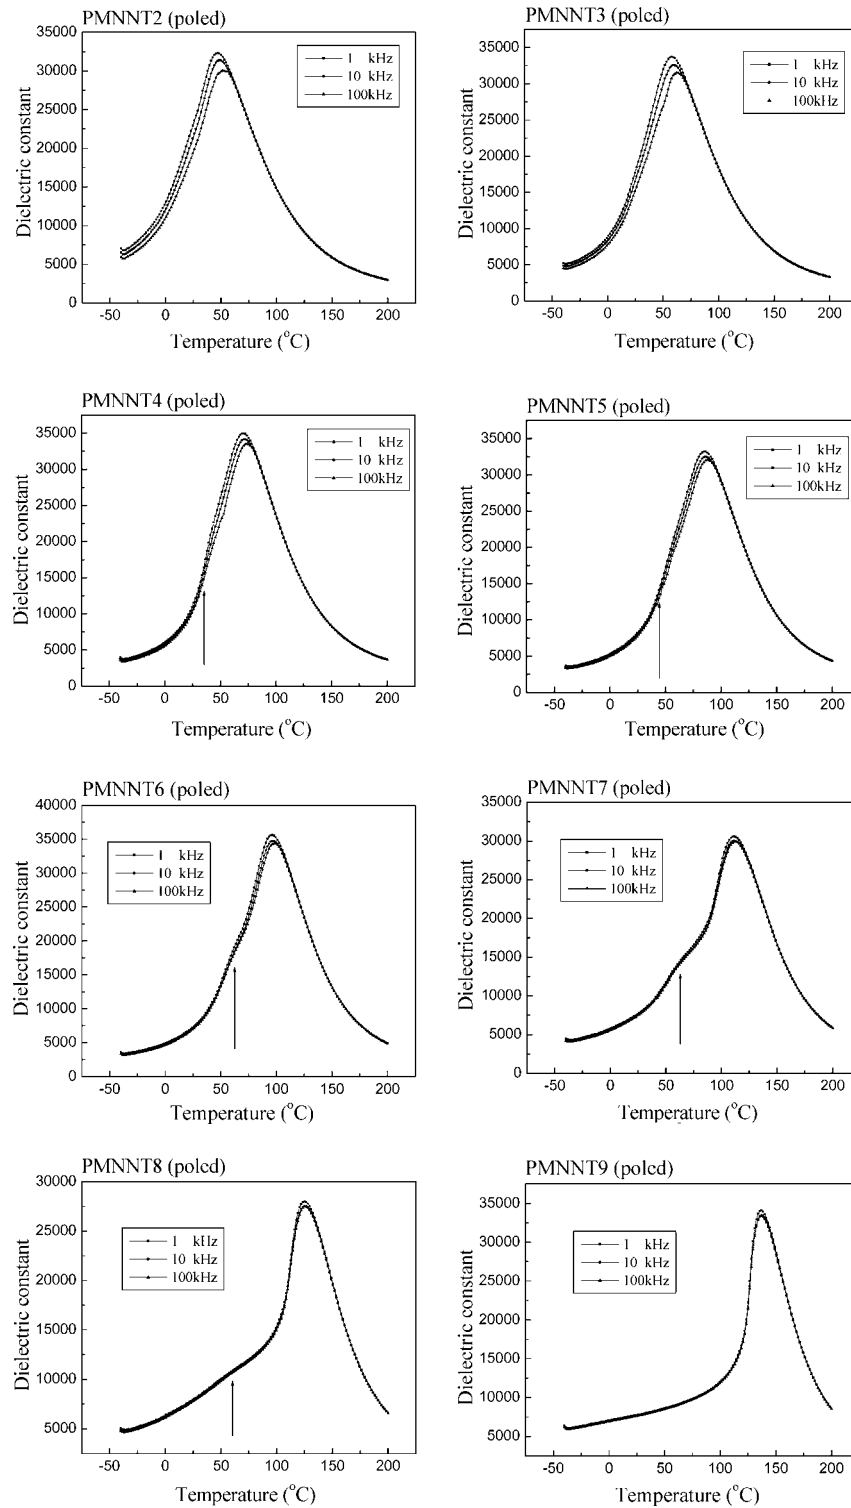 PMNNT2 (poled)
Dielectric constant
35000
30000
25000
20000
15000
10000
5000
0
1 kHz
10 kHz
100kHz
-50 0 50 100 150 200
Temperature (°C)
PMNNT3 (poled)
Dielectric constant
35000
30000
25000
20000
15000
10000
5000
0
1 kHz
10 kHz
100kHz
-50 0 50 100 150 200
Temperature (°C)
PMNNT4 (poled)
Dielectric constant
35000
30000
25000
20000
15000
10000
5000
0
1 kHz
10 kHz
100kHz
-50 0 50 100 150 200
Temperature (°C)
PMNNT5 (poled)
Dielectric constant
35000
30000
25000
20000
15000
10000
5000
0
1 kHz
10 kHz
100kHz
-50 0 50 100 150 200
Temperature (°C)
PMNNT6 (poled)
Dielectric constant
40000
35000
30000
25000
20000
15000
10000
5000
0
1 kHz
10 kHz
100kHz
-50 0 50 100 150 200
Temperature (°C)
PMNNT7 (poled)
Dielectric constant
35000
30000
25000
20000
15000
10000
5000
0
1 kHz
10 kHz
100kHz
-50 0 50 100 150 200
Temperature (°C)
PMNNT8 (poled)
Dielectric constant
30000
25000
20000
15000
10000
5000
1 kHz
10 kHz
100kHz
-50 0 50 100 150 200
Temperature (°C)
PMNNT9 (poled)
Dielectric constant
35000
30000
25000
20000
15000
10000
5000
1 kHz
10 kHz
100kHz
-50 0 50 100 150 200
Temperature (°C)